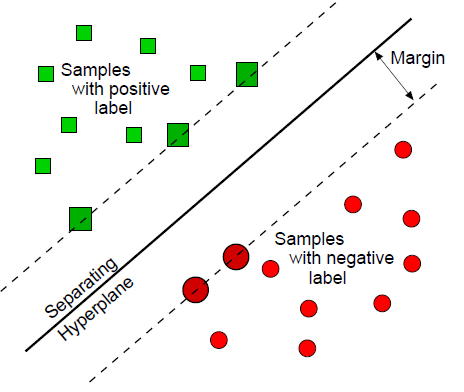 Samples
with positive
label
Margin
Separating
Hyperplane
Samples
with negative
label